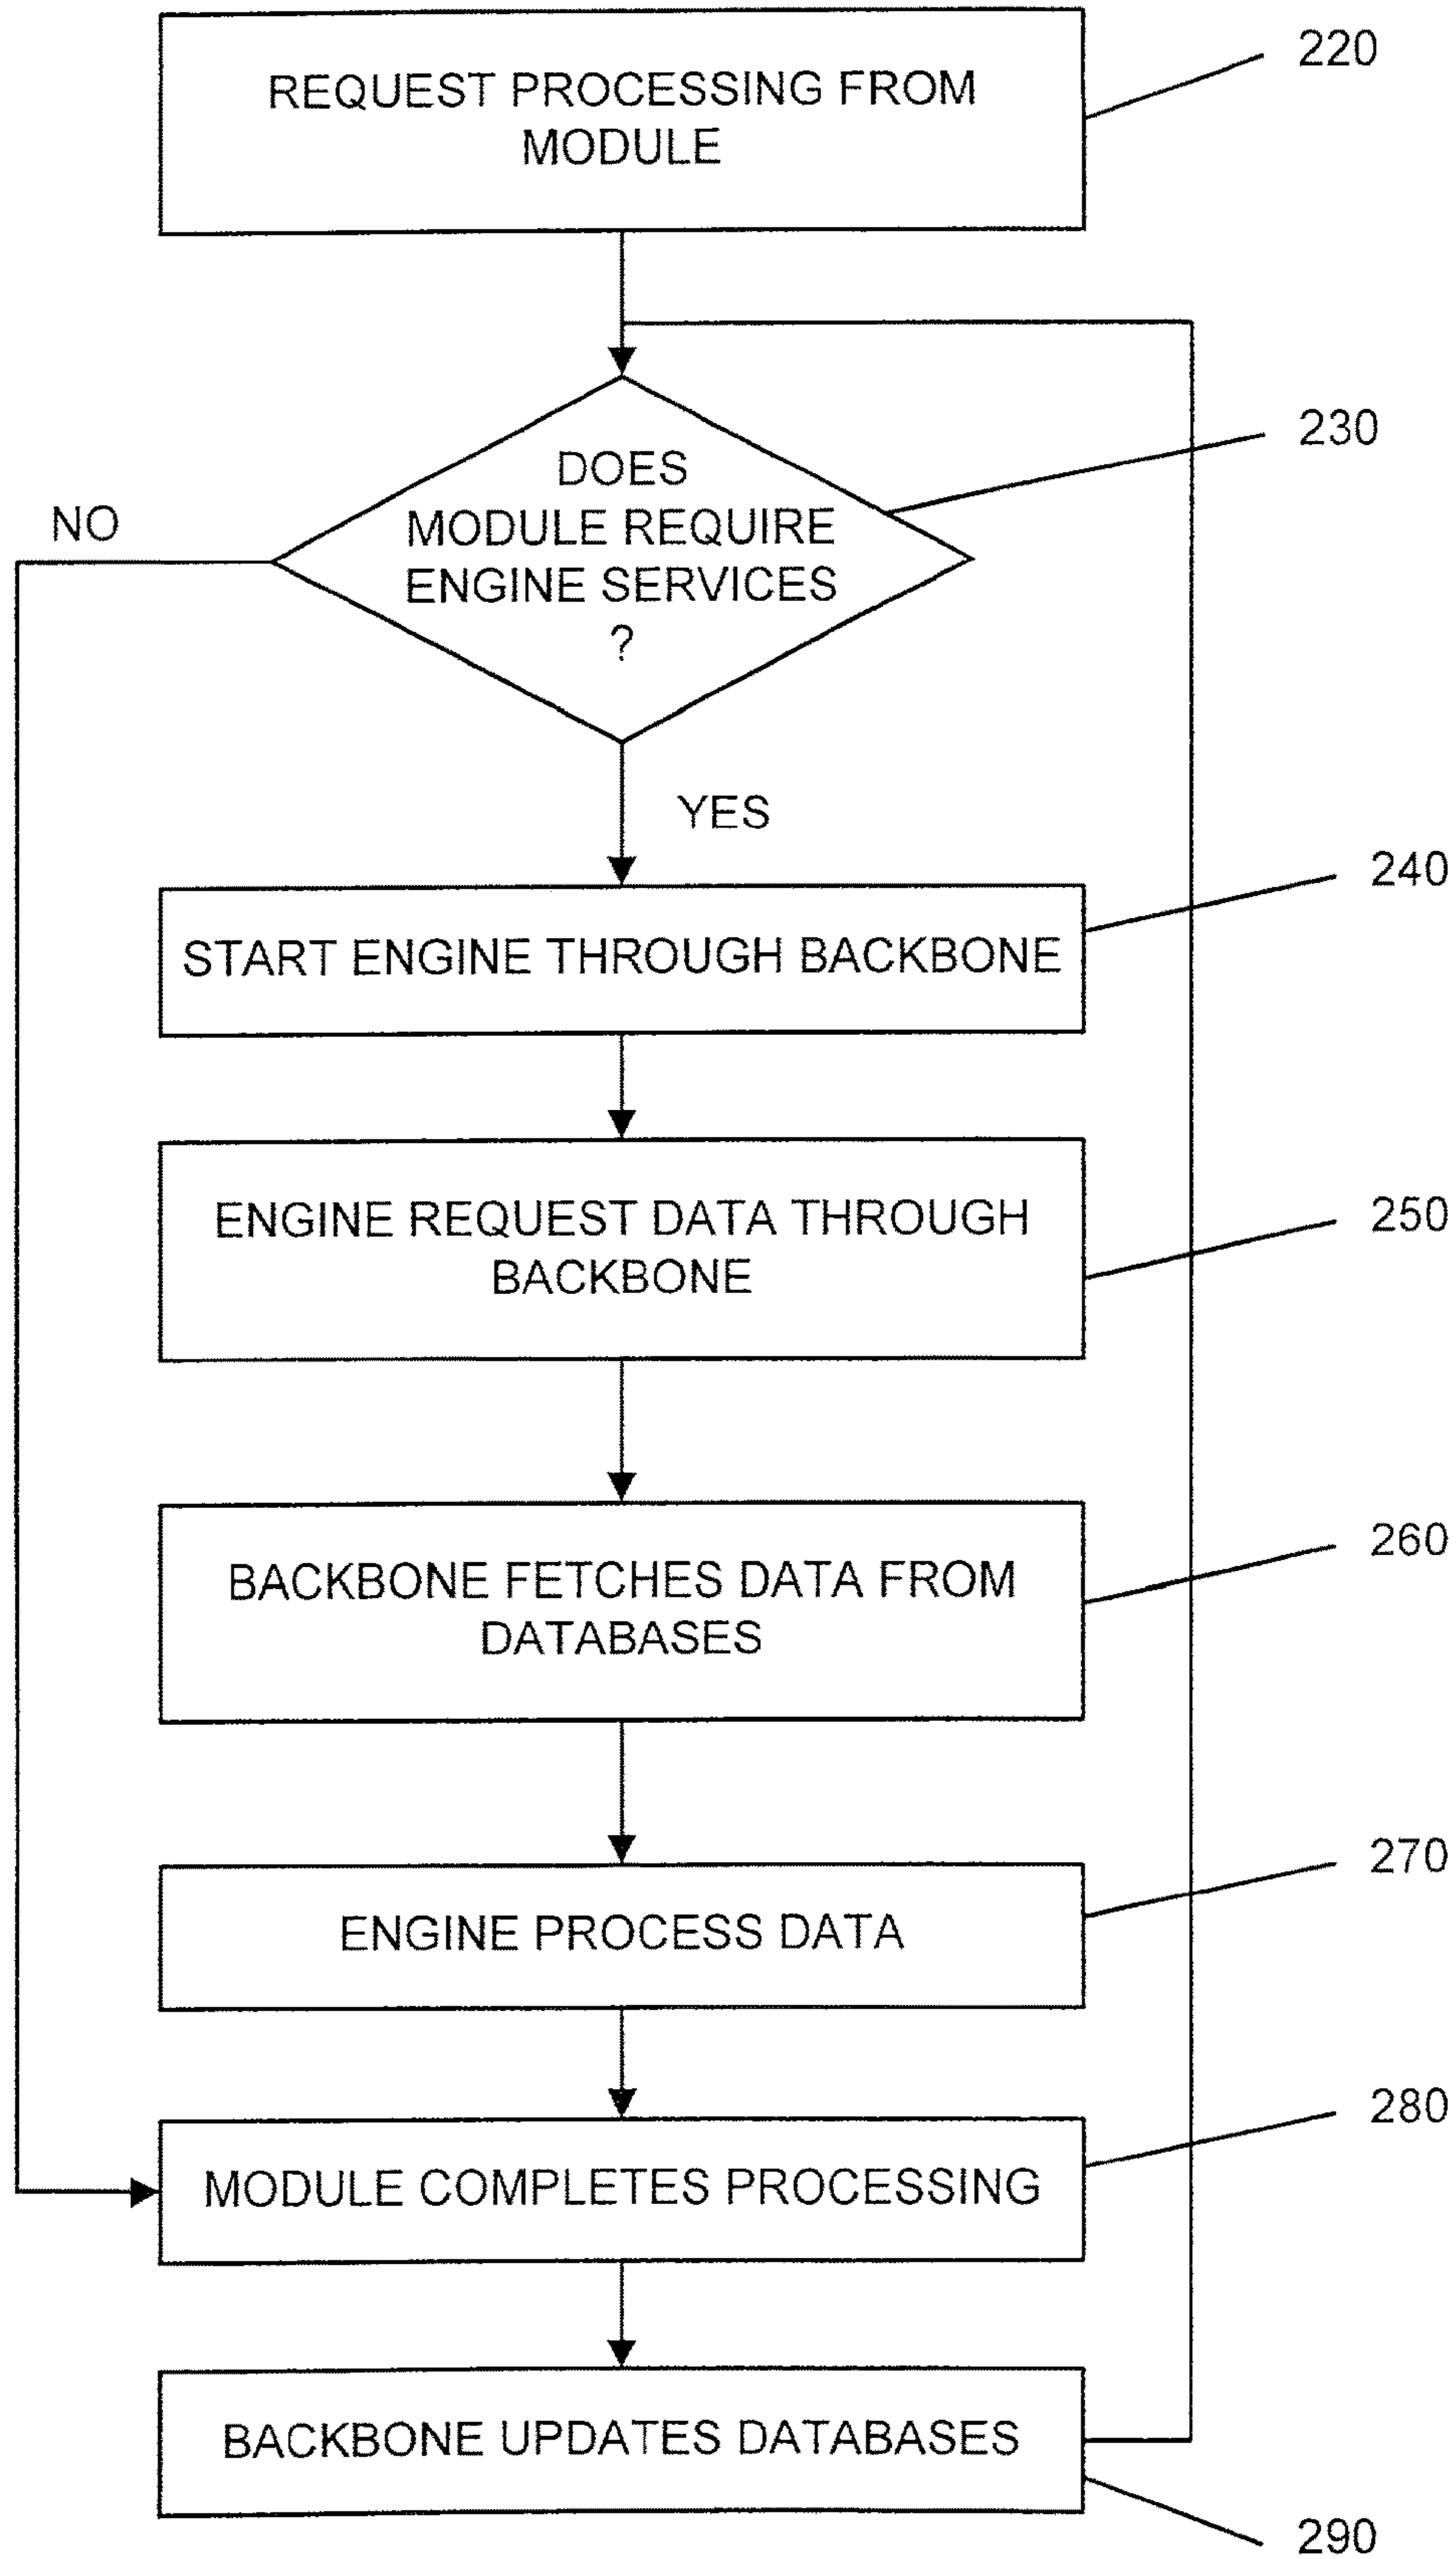 220
REQUEST PROCESSING FROM
MODULE
230
DOES
MODULE REQUIRE
ENGINE SERVICES
?
NO
YES
240
START ENGINE THROUGH BACKBONE
250
ENGINE REQUEST DATA THROUGH
BACKBONE
260
BACKBONE FETCHES DATA FROM
DATABASES
270
ENGINE PROCESS DATA
280
MODULE COMPLETES PROCESSING
BACKBONE UPDATES DATABASES
290